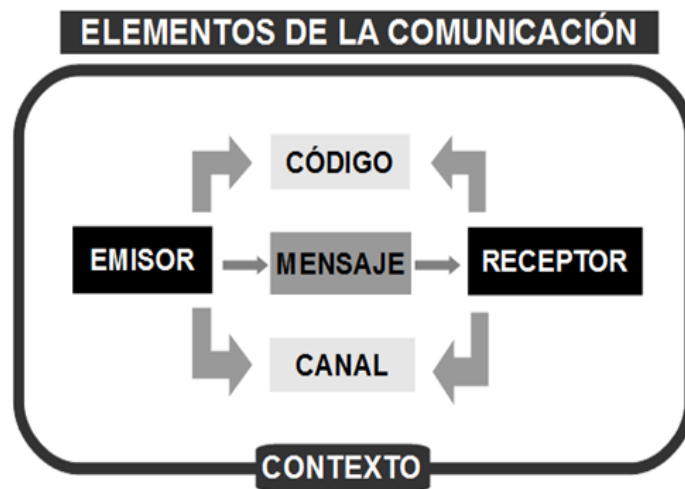 ELEMENTOS DE LA COMUNICACIÓN
CÓDIGO
EMISOR
MENSAJE
RECEPTOR
CANAL
CONTEXTO